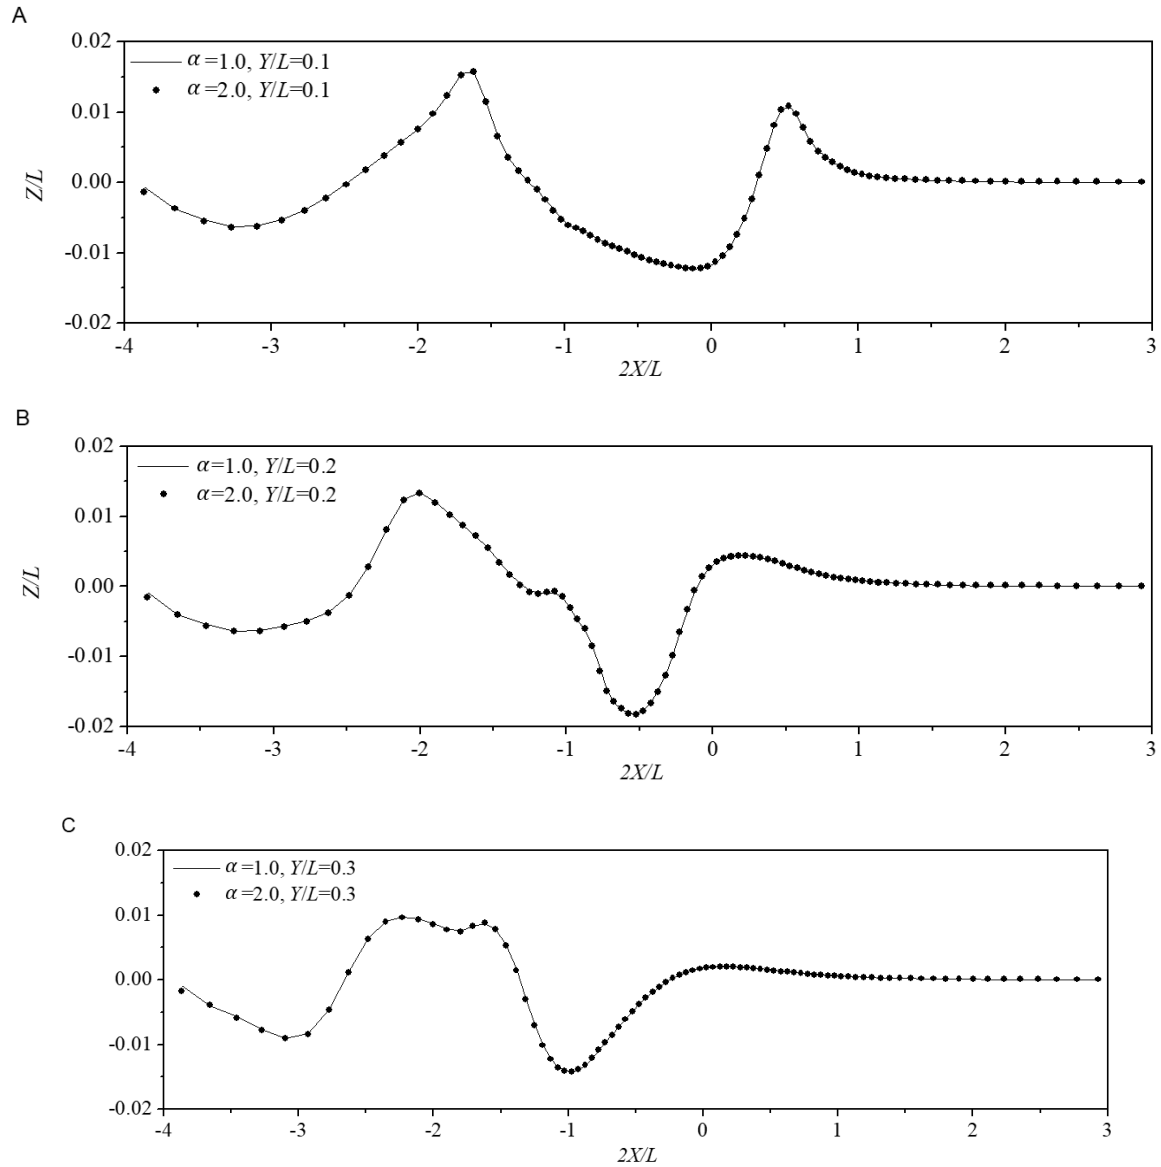 A
0.02
α=1.0, Y/L=0.1
α=2.0, Y/L=0.1
0.01
Z/L
0.00
-0.01
-0.02
-4 -3 -2 -1 0 1 2 3
2X/L
B
0.02
α=1.0, Y/L=0.2
α=2.0, Y/L=0.2
0.01
Z/L
0.00
-0.01
-0.02
-4 -3 -2 -1 0 1 2 3
2X/L
C
0.02
α=1.0, Y/L=0.3
α=2.0, Y/L=0.3
0.01
0.00
-0.01
-0.02
-4 -3 -2 -1 0 1 2 3
2X/L